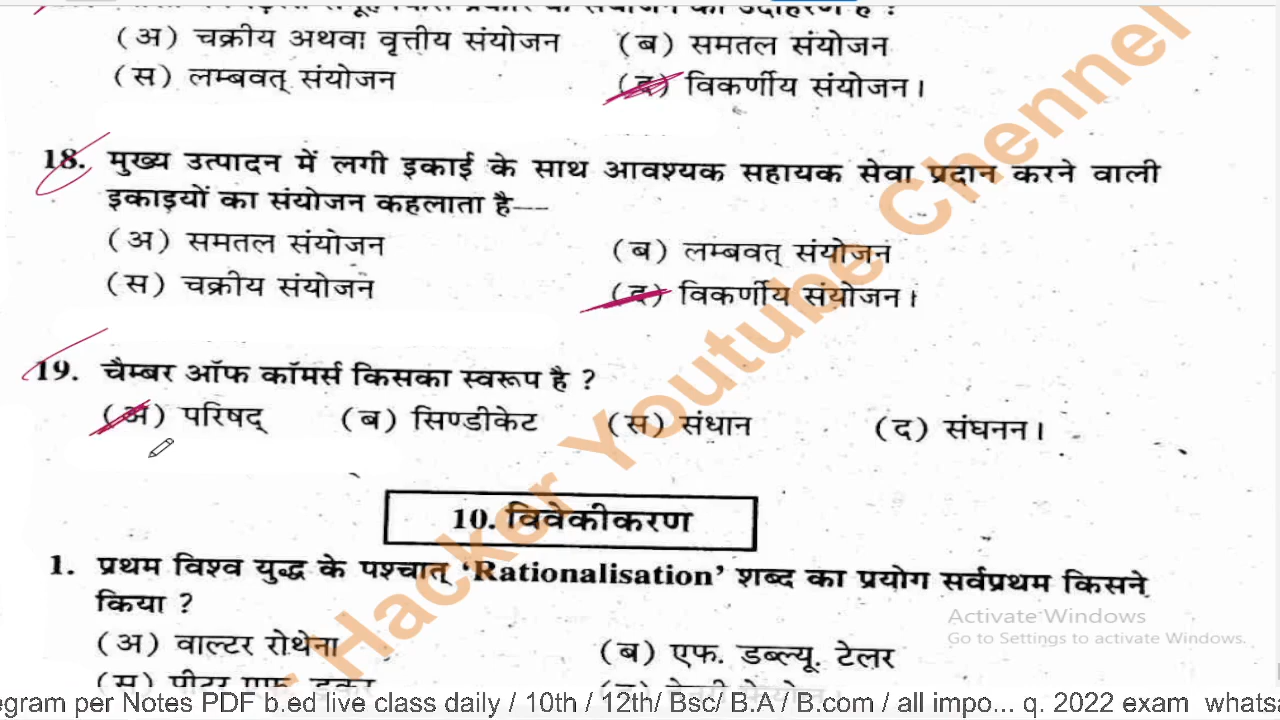 का उदाहरण है ?
(अ) चक्रीय अथवा वृत्तीय संयोजन (ब) समतल संयोजन
(स) लम्बवत् संयोजन (द) विकर्णीय संयोजन।
18. मुख्य उत्पादन में लगी इकाई के साथ आवश्यक सहायक सेवा प्रदान करने वाली
इकाइयों का संयोजन कहलाता है—
(अ) समतल संयोजन (ब) लम्बवत् संयोजन
(स) चक्रीय संयोजन (द) विकर्णीय संयोजन।
19. चैम्बर ऑफ कॉमर्स किसका स्वरूप है ?
(अ) परिषद् (ब) सिण्डीकेट (स) संधान (द) संघनन।
10. विवेकीकरण
1. प्रथम विश्व युद्ध के पश्चात् ‘Rationalisation’ शब्द का प्रयोग सर्वप्रथम किसने
किया ?
(अ) वाल्टर रोथेना (ब) एफ. डब्ल्यू. टेलर
Hacker Youtube Chennel
Activate Windows
Go to Settings to activate Windows.
egram per Notes PDF b.ed live class daily / 10th / 12th/ Bsc/ B.A / B.com / all impo... q. 2022 exam whats